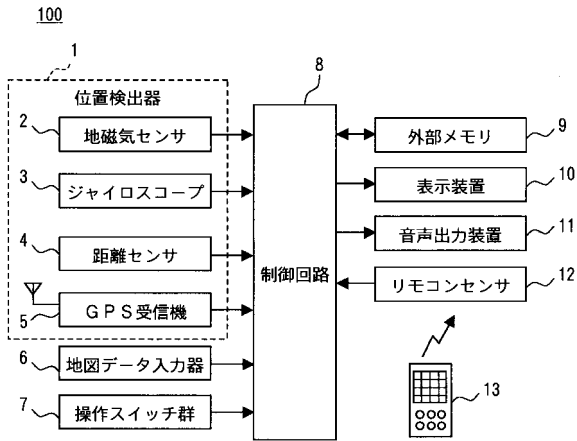 100
1
位置検出器
2
地磁気センサ
3
ジャイロスコープ
4
距離センサ
5
GPS受信機
6
地図データ入力器
7
操作スイッチ群
8
制御回路
外部メモリ
9
表示装置
10
音声出力装置
11
リモコンセンサ
12
13